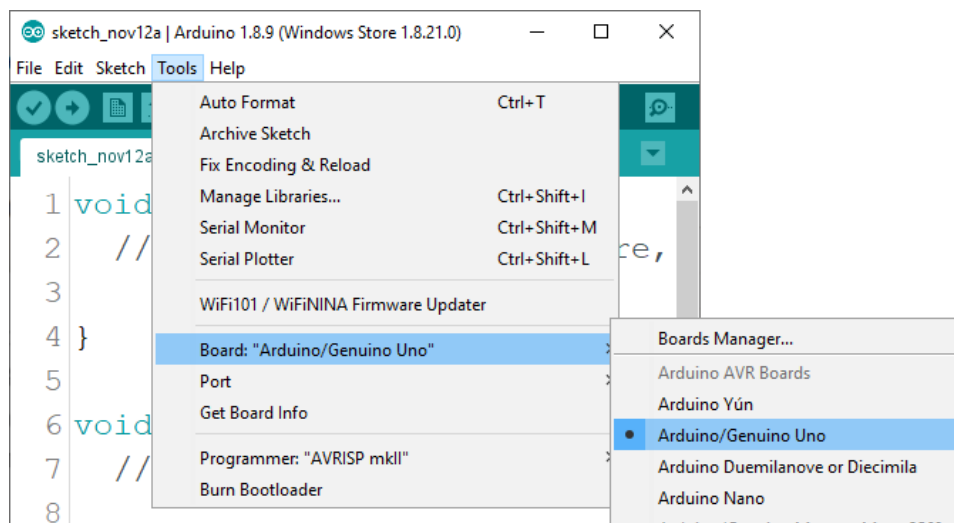 sketch_nov12a | Arduino 1.8.9 (Windows Store 1.8.21.0)
File Edit Sketch Tools Help
sketch_nov12a
1 void
2 // re,
3
4 }
5
6 void
7 //
8
Auto Format Ctrl+T
Archive Sketch
Fix Encoding & Reload
Manage Libraries... Ctrl+Shift+I
Serial Monitor Ctrl+Shift+M
Serial Plotter Ctrl+Shift+L
WiFi101 / WiFiNINA Firmware Updater
Board: "Arduino/Genuino Uno"
Port
Get Board Info
Programmer: "AVRISP mkII"
Burn Bootloader
Boards Manager...
Arduino AVR Boards
Arduino Yún
Arduino/Genuino Uno
Arduino Duemilanove or Diecimila
Arduino Nano